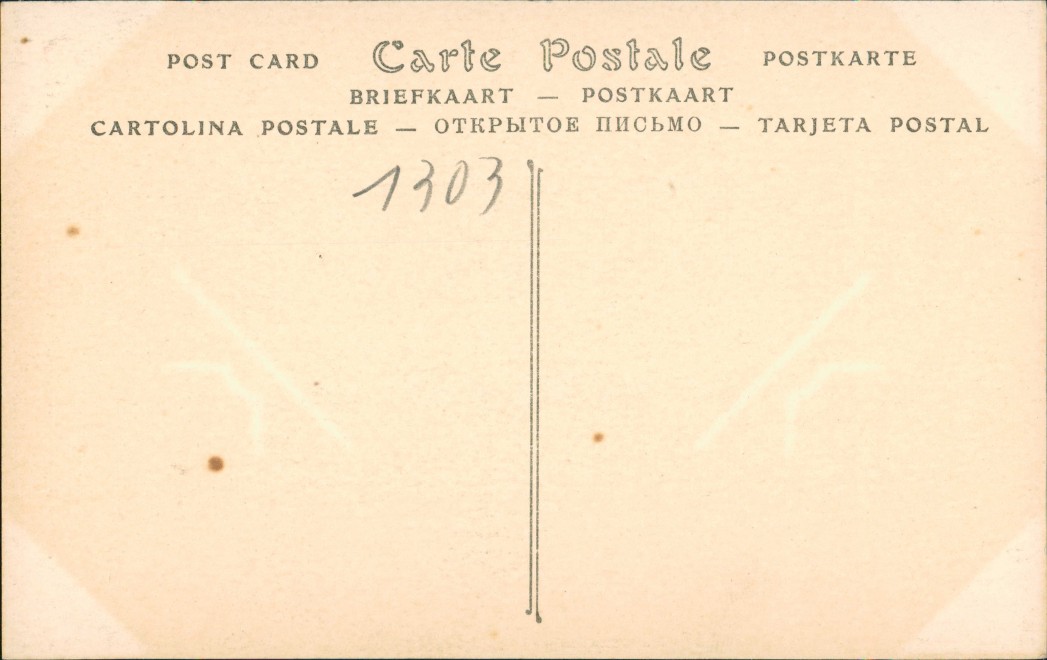 POST CARD Carte Postale POSTKARTE
BRIEFKAART — POSTKAART
CARTOLINA POSTALE — ОТКРЫТОЕ ПИСЬМО — TARJETA POSTAL
1303